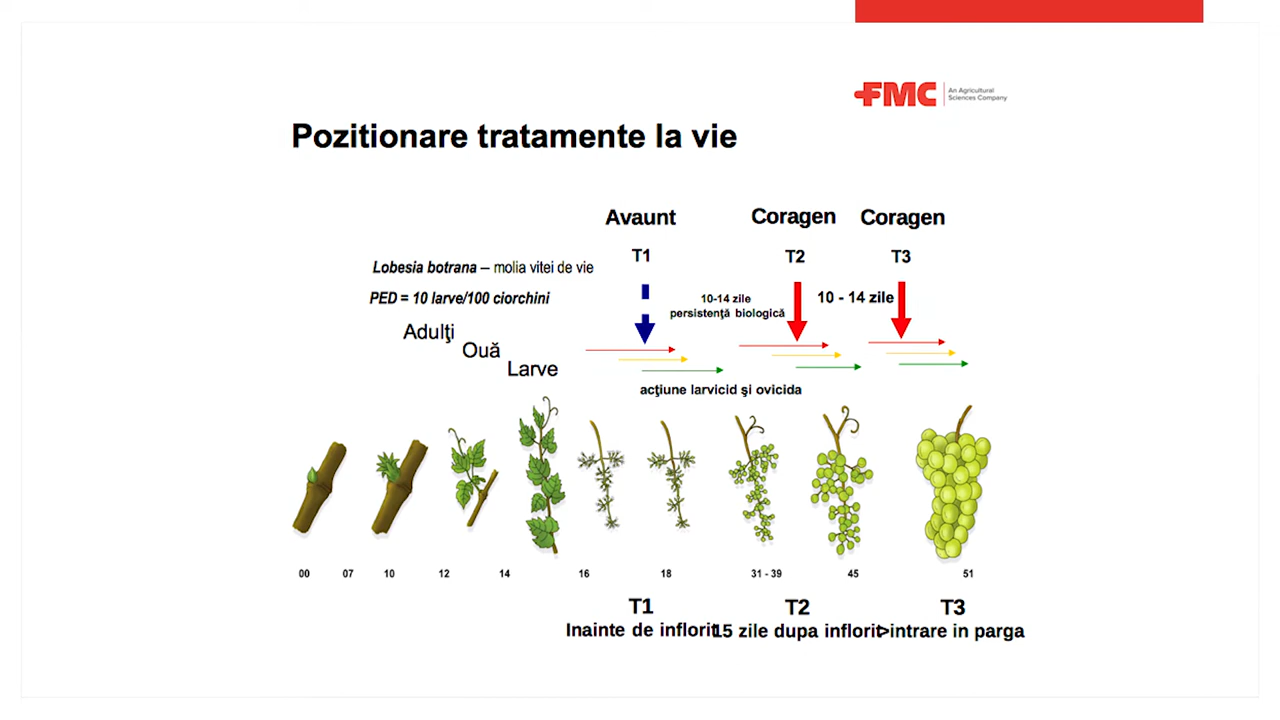 FMC
An Agricultural
Sciences Company
Pozitionare tratamente la vie
Avaunt
Coragen
Coragen
T1
T2
T3
Lobesia botrana – molia vitei de vie
PED = 10 larve/100 ciorchini
10-14 zile
persistenţă biologică
10 - 14 zile
Adulţi
Ouă
Larve
acţiune larvicid şi ovicida
00 07 10 12 14 16 18 31 - 39 45 51
T1
T2
T3
Inainte de inflorit
15 zile dupa inflorit
>intrare in parga